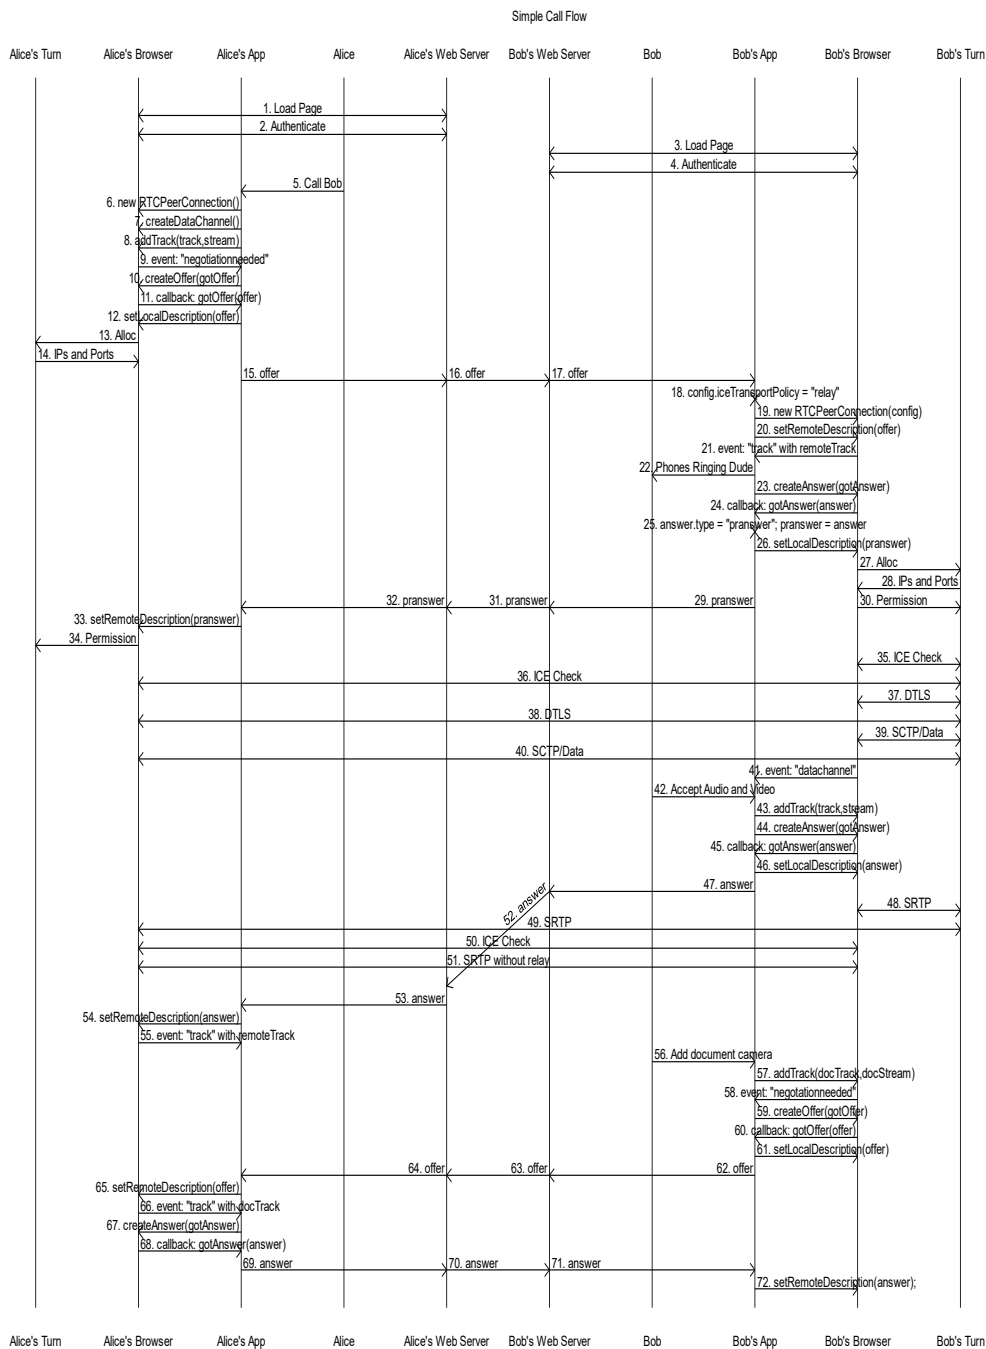 Simple Call Flow
Alice's Turn Alice's Browser Alice's App Alice Alice's Web Server Bob's Web Server Bob Bob's App Bob's Browser Bob's Turn
1. Load Page
2. Authenticate
3. Load Page
4. Authenticate
5. Call Bob
6. new RTCPeerConnection()
7. createDataChannel()
8. addTrack(track,stream)
9. event: "negotiationneeded"
10. createOffer(gotOffer)
11. callback: gotOffer(offer)
12. setLocalDescription(offer)
13. Alloc
14. IPs and Ports
15. offer 16. offer 17. offer
18. config.iceTransportPolicy = "relay"
19. new RTCPeerConnection(config)
20. setRemoteDescription(offer)
21. event: "track" with remoteTrack
22. Phones Ringing Dude
23. createAnswer(gotAnswer)
24. callback: gotAnswer(answer)
25. answer.type = "pranswer"; pranswer = answer
26. setLocalDescription(pranswer)
27. Alloc
28. IPs and Ports
32. pranswer 31. pranswer 29. pranswer 30. Permission
33. setRemoteDescription(pranswer)
34. Permission
35. ICE Check
36. ICE Check
37. DTLS
38. DTLS
39. SCTP/Data
40. SCTP/Data
41. event: "datachannel"
42. Accept Audio and Video
43. addTrack(track,stream)
44. createAnswer(gotAnswer)
45. callback: gotAnswer(answer)
46. setLocalDescription(answer)
47. answer
52. answer
48. SRTP
49. SRTP
50. ICE Check
51. SRTP without relay
53. answer
54. setRemoteDescription(answer)
55. event: "track" with remoteTrack
56. Add document camera
57. addTrack(docTrack,docStream)
58. event: "negotationneeded"
59. createOffer(gotOffer)
60. callback: gotOffer(offer)
61. setLocalDescription(offer)
64. offer 63. offer 62. offer
65. setRemoteDescription(offer)
66. event: "track" with docTrack
67. createAnswer(gotAnswer)
68. callback: gotAnswer(answer)
69. answer 70. answer 71. answer
72. setRemoteDescription(answer);
Alice's Turn Alice's Browser Alice's App Alice Alice's Web Server Bob's Web Server Bob Bob's App Bob's Browser Bob's Turn